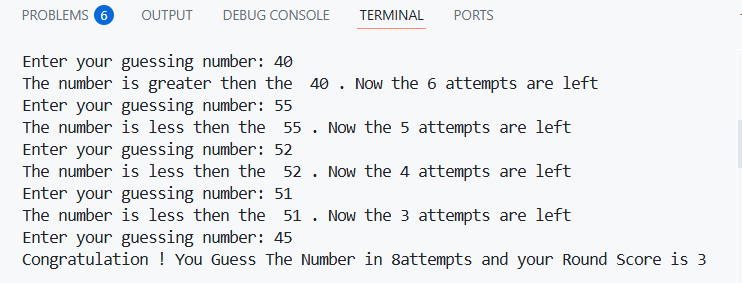 PROBLEMS 6 OUTPUT DEBUG CONSOLE TERMINAL PORTS
Enter your guessing number: 40
The number is greater then the  40 . Now the 6 attempts are left
Enter your guessing number: 55
The number is less then the  55 . Now the 5 attempts are left
Enter your guessing number: 52
The number is less then the  52 . Now the 4 attempts are left
Enter your guessing number: 51
The number is less then the  51 . Now the 3 attempts are left
Enter your guessing number: 45
Congratulation ! You Guess The Number in 8attempts and your Round Score is 3